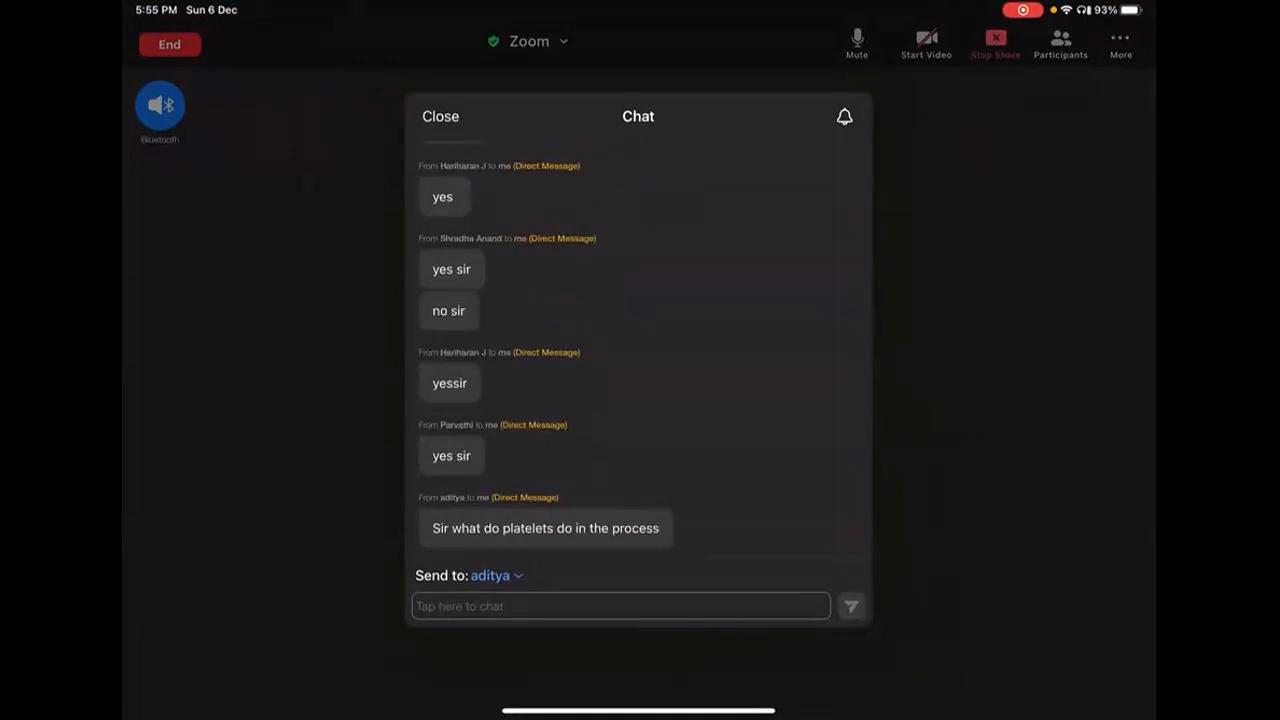 5:55 PM Sun 6 Dec
93%
End
Zoom
Mute
Start Video
Stop Share
Participants
More
Bluetooth
Close
Chat
From Hariharan J to me (Direct Message)
yes
From Shradha Anand to me (Direct Message)
yes sir
no sir
From Hariharan J to me (Direct Message)
yessir
From Parvathi to me (Direct Message)
yes sir
From aditya to me (Direct Message)
Sir what do platelets do in the process
Send to: aditya
Tap here to chat